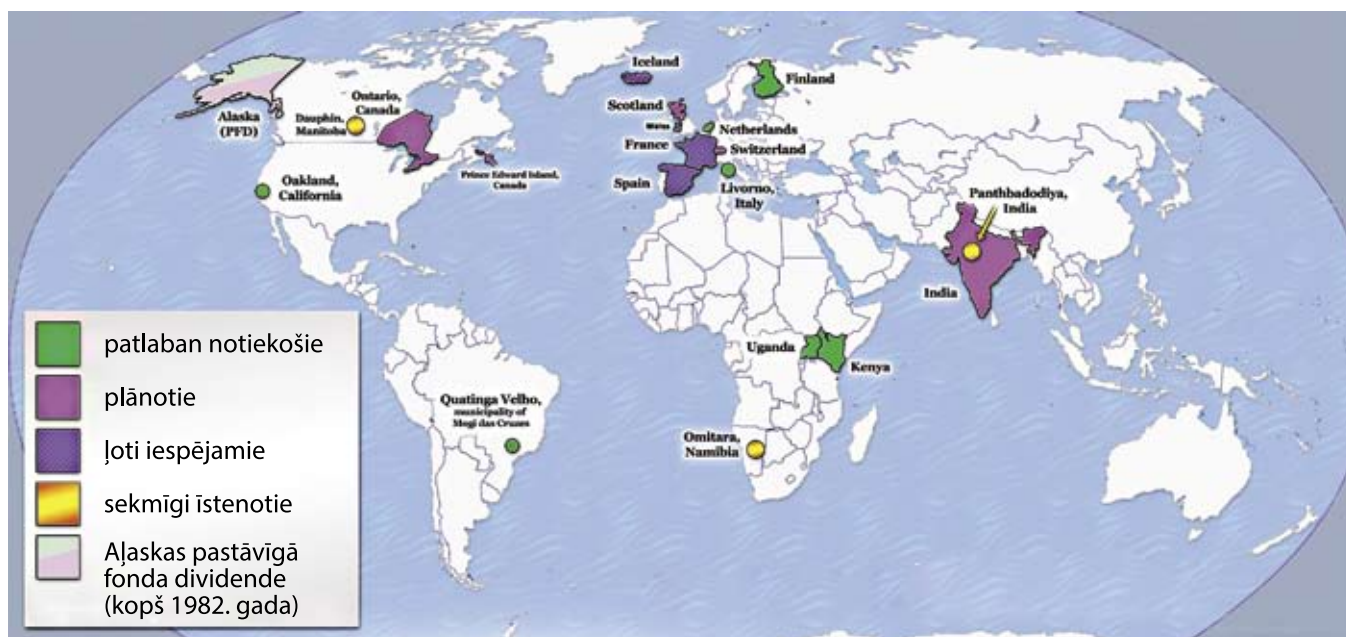 Iceland
Finland
Alaska
(PFD)
Ontario,
Canada
Dauphin,
Manitoba
Scotland
Wales
Netherlands
France
Switzerland
Prince Edward Island,
Canada
Oakland,
California
Spain
Livorno,
Italy
Panthbadodiya,
India
India
Uganda
Kenya
Quatinga Velho,
municipality of
Mogi das Cruzes
Omitara,
Namibia
patlaban notiekošie
plānotie
ļoti iespējamie
sekmīgi īstenotie
Aļaskas pastāvīgā
fonda dividende
(kopš 1982. gada)